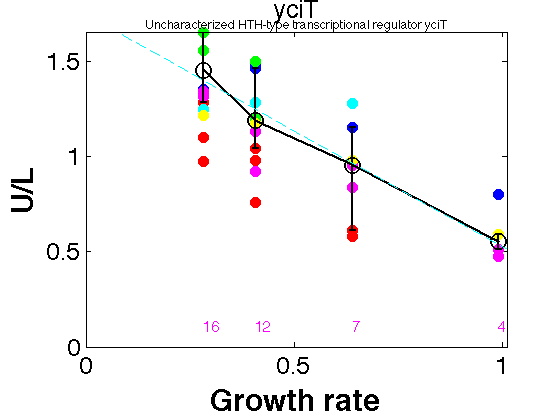 yciT
Uncharacterized HTH-type transcriptional regulator yciT
1.5
1
0.5
0
U/L
16
12
7
4
0
0.5
1
Growth rate